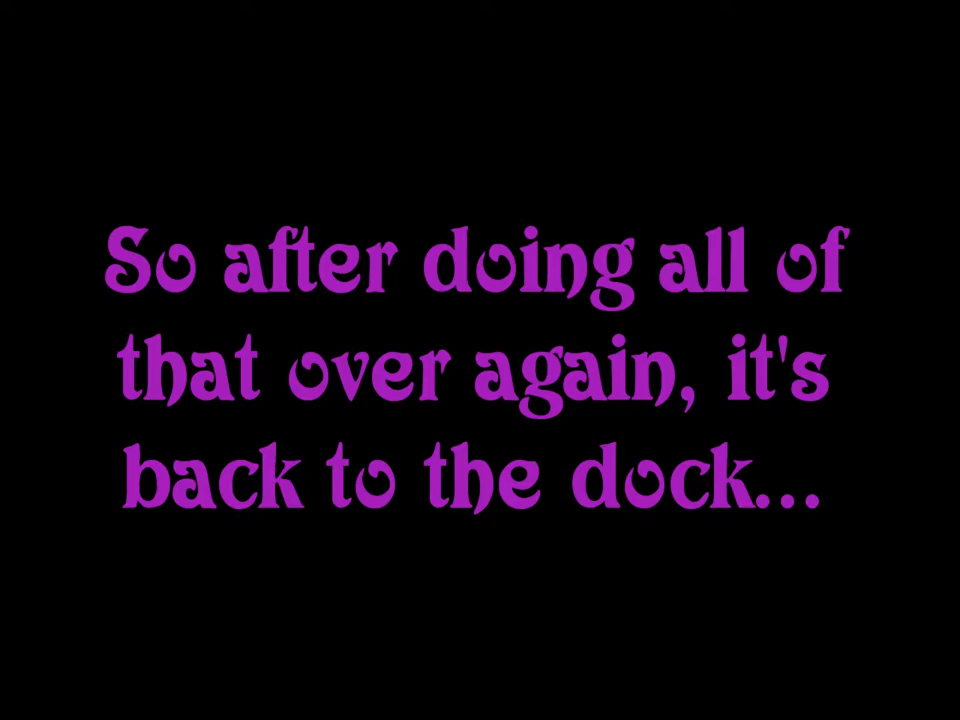 So after doing all of
that over again, it's
back to the dock...